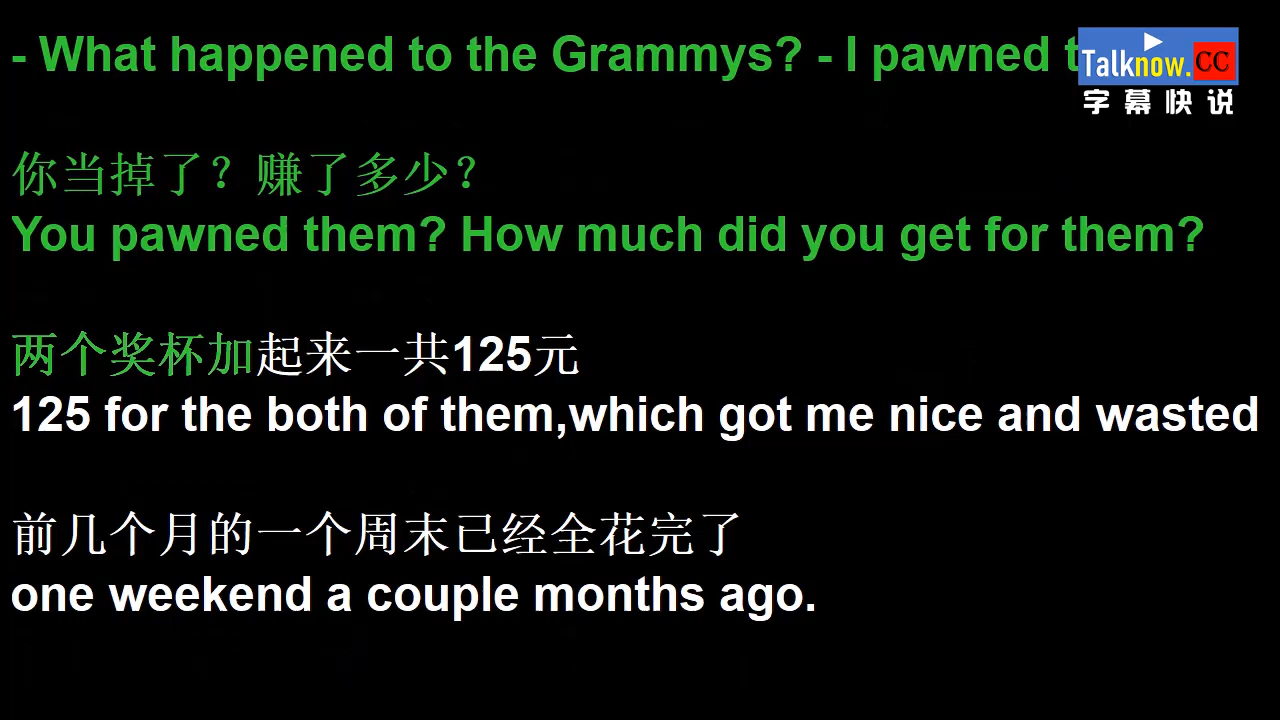 - What happened to the Grammys? - I pawned
Talknow.CC
字幕快说
你当掉了？赚了多少？
You pawned them? How much did you get for them?
两个奖杯加起来一共125元
125 for the both of them,which got me nice and wasted
前几个月的一个周末已经全花完了
one weekend a couple months ago.